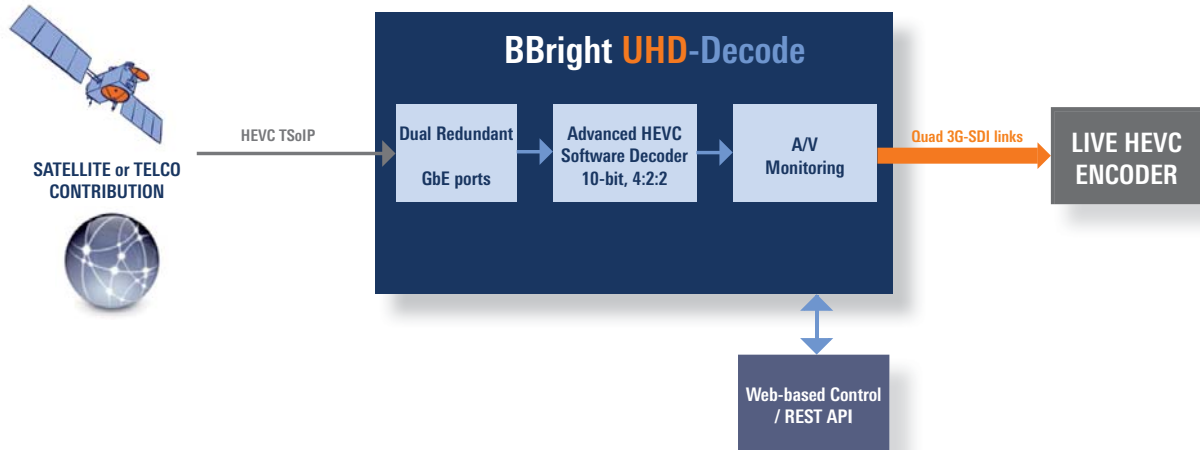 BBright UHD-Decode
HEVC TSoIP
SATELLITE or TELCO
CONTRIBUTION
Dual Redundant
GbE ports
Advanced HEVC
Software Decoder
10-bit, 4:2:2
A/V
Monitoring
Quad 3G-SDI links
LIVE HEVC
ENCODER
Web-based Control
/ REST API